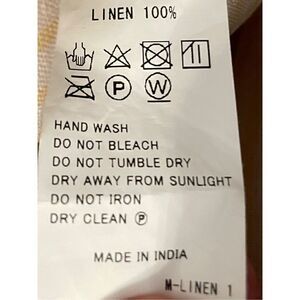 LINEN 100%
P W
HAND WASH
DO NOT BLEACH
DO NOT TUMBLE DRY
DRY AWAY FROM SUNLIGHT
DO NOT IRON
DRY CLEAN Ⓟ
MADE IN INDIA
M-LINEN 1